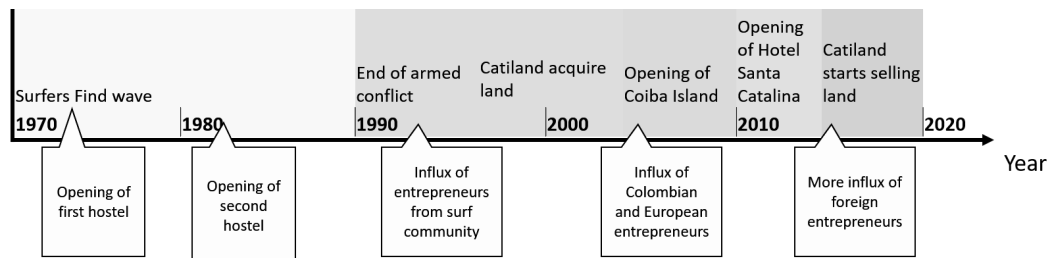 Surfers Find wave
End of armed
conflict
Catiland acquire
land
Opening of
Coiba Island
Opening
of Hotel
Santa
Catalina
Catiland
starts selling
land
1970
1980
1990
2000
2010
2020
Year
Opening of
first hostel
Opening of
second
hostel
Influx of
entrepreneurs
from surf
community
Influx of
Colombian
and European
entrepreneurs
More influx of
foreign
entrepreneurs